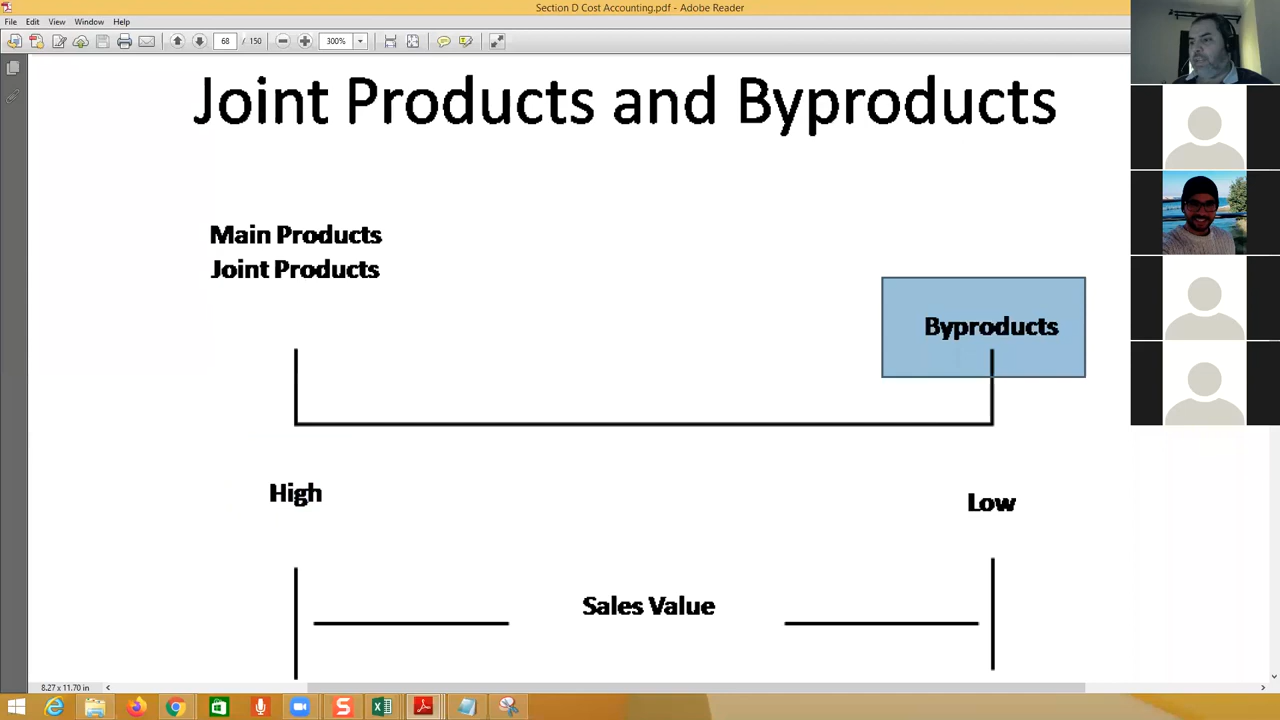 Section D Cost Accounting.pdf - Adobe Reader
File Edit View Window Help
68 / 150 300%
Joint Products and Byproducts
Main Products
Joint Products
Byproducts
High
Low
Sales Value
8.27 x 11.70 in